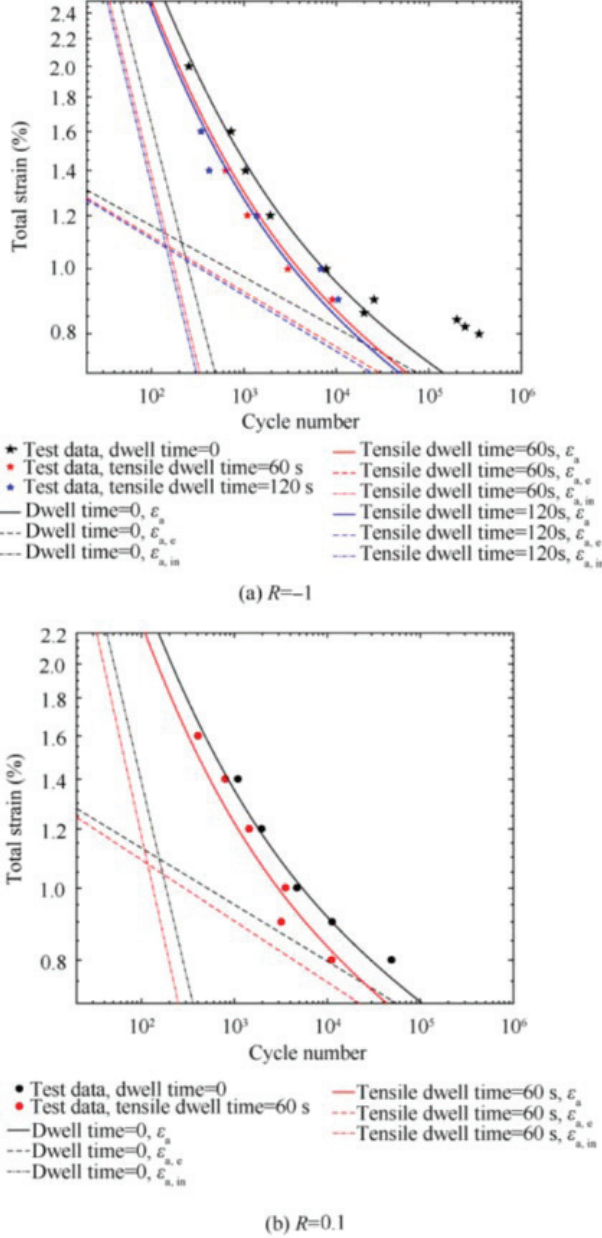 2.4
2.2
2.0
1.8
1.6
1.4
1.2
1.0
0.8
Total strain (%)
10² 10³ 10⁴ 10⁵ 10⁶
Cycle number
Test data, dwell time=0
Test data, tensile dwell time=60 s
Test data, tensile dwell time=120 s
Dwell time=0, εa
Dwell time=0, εa, e
Dwell time=0, εa, in
Tensile dwell time=60s, εa
Tensile dwell time=60s, εa, e
Tensile dwell time=60s, εa, in
Tensile dwell time=120s, εa
Tensile dwell time=120s, εa, e
Tensile dwell time=120s, εa, in
(a) R=–1
2.2
2.0
1.8
1.6
1.4
1.2
1.0
0.8
Total strain (%)
10² 10³ 10⁴ 10⁵ 10⁶
Cycle number
Test data, dwell time=0
Test data, tensile dwell time=60 s
Dwell time=0, εa
Dwell time=0, εa, e
Dwell time=0, εa, in
Tensile dwell time=60 s, εa
Tensile dwell time=60 s, εa, e
Tensile dwell time=60 s, εa, in
(b) R=0.1